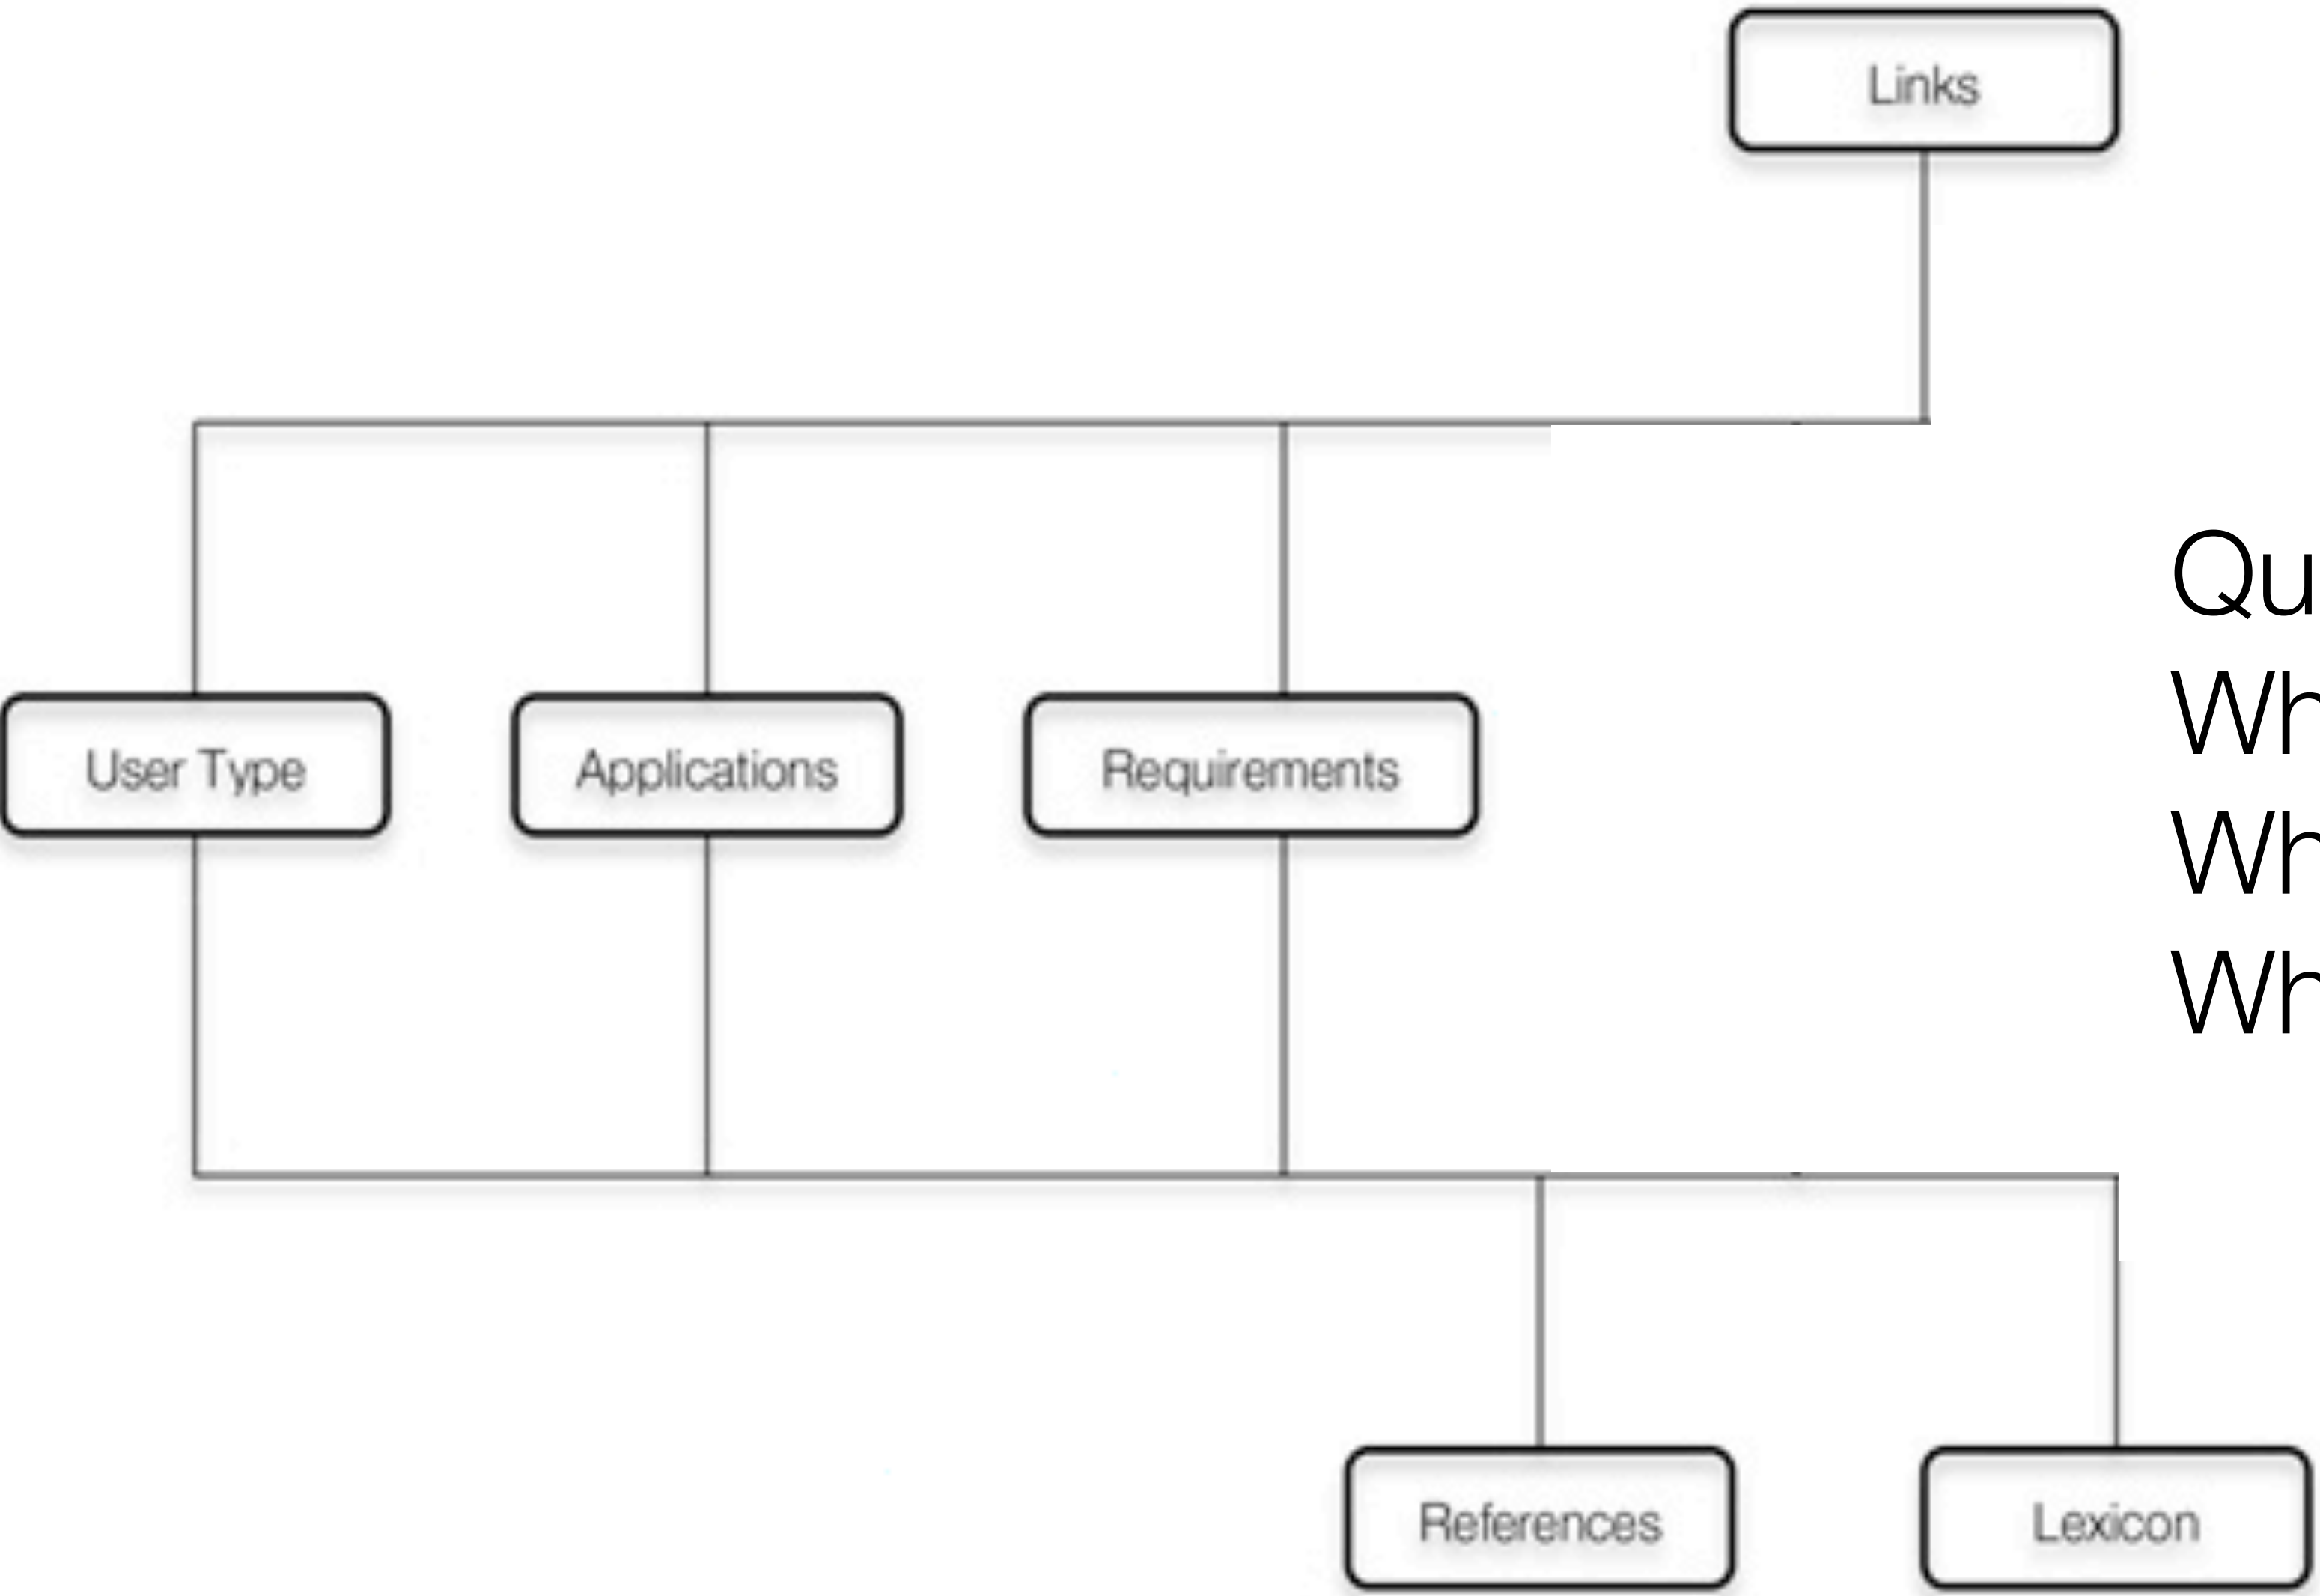 Links
Qu
Wh
User Type Applications Requirements
Wh
Wh
References Lexicon